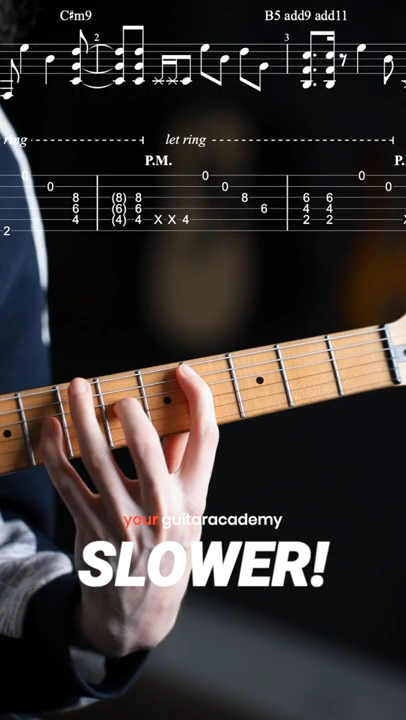 C#m9 B5 add9 add11
2 3
ring let ring
P.M. P.
0 0 0
0 0 0
8 (8) 8 8 6 6
6 (6) 6 6 4 4
4 (4) 4 X X 4 2 2 X
2
your guitaracademy
SLOWER!